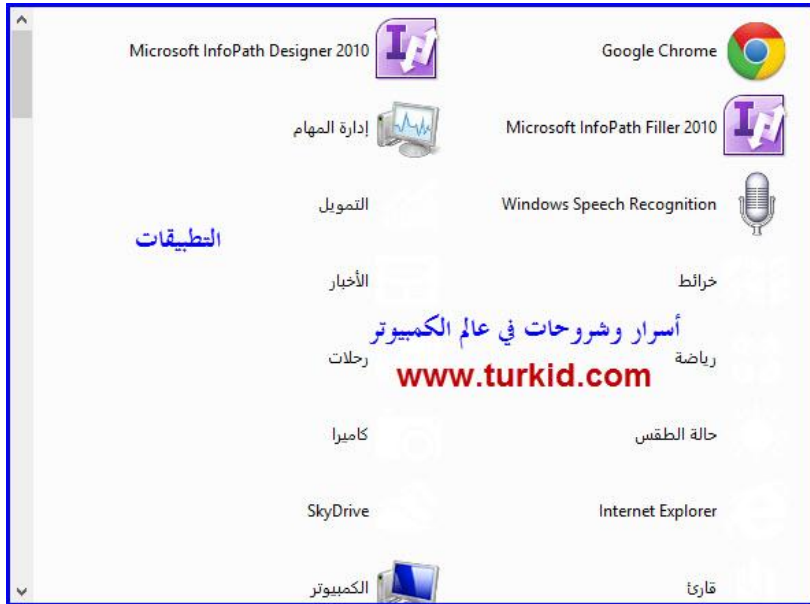 Google Chrome
Microsoft InfoPath Designer 2010
Microsoft InfoPath Filler 2010
إدارة المهام
Windows Speech Recognition
التمويل
التطبيقات
خرائط
الأخبار
أسرار وشروحات في عالم الكمبيوتر
رياضة
رحلات
www.turkid.com
حالة الطقس
كاميرا
Internet Explorer
SkyDrive
قارئ
الكمبيوتر